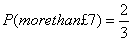 P(morethan£7) = 2/3